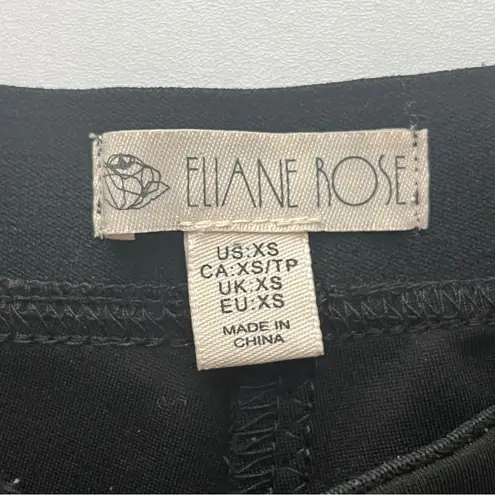 ELIANE ROSE
US:XS
CA:XS/TP
UK:XS
EU:XS
MADE IN
CHINA